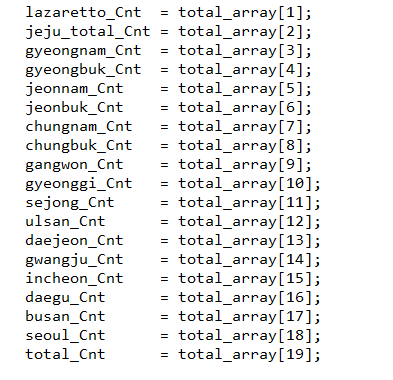 lazaretto_Cnt  = total_array[1];
jeju_total_Cnt = total_array[2];
gyeongnam_Cnt  = total_array[3];
gyeongbuk_Cnt  = total_array[4];
jeonnam_Cnt    = total_array[5];
jeonbuk_Cnt    = total_array[6];
chungnam_Cnt   = total_array[7];
chungbuk_Cnt   = total_array[8];
gangwon_Cnt    = total_array[9];
gyeonggi_Cnt   = total_array[10];
sejong_Cnt     = total_array[11];
ulsan_Cnt      = total_array[12];
daejeon_Cnt    = total_array[13];
gwangju_Cnt    = total_array[14];
incheon_Cnt    = total_array[15];
daegu_Cnt      = total_array[16];
busan_Cnt      = total_array[17];
seoul_Cnt      = total_array[18];
total_Cnt      = total_array[19];